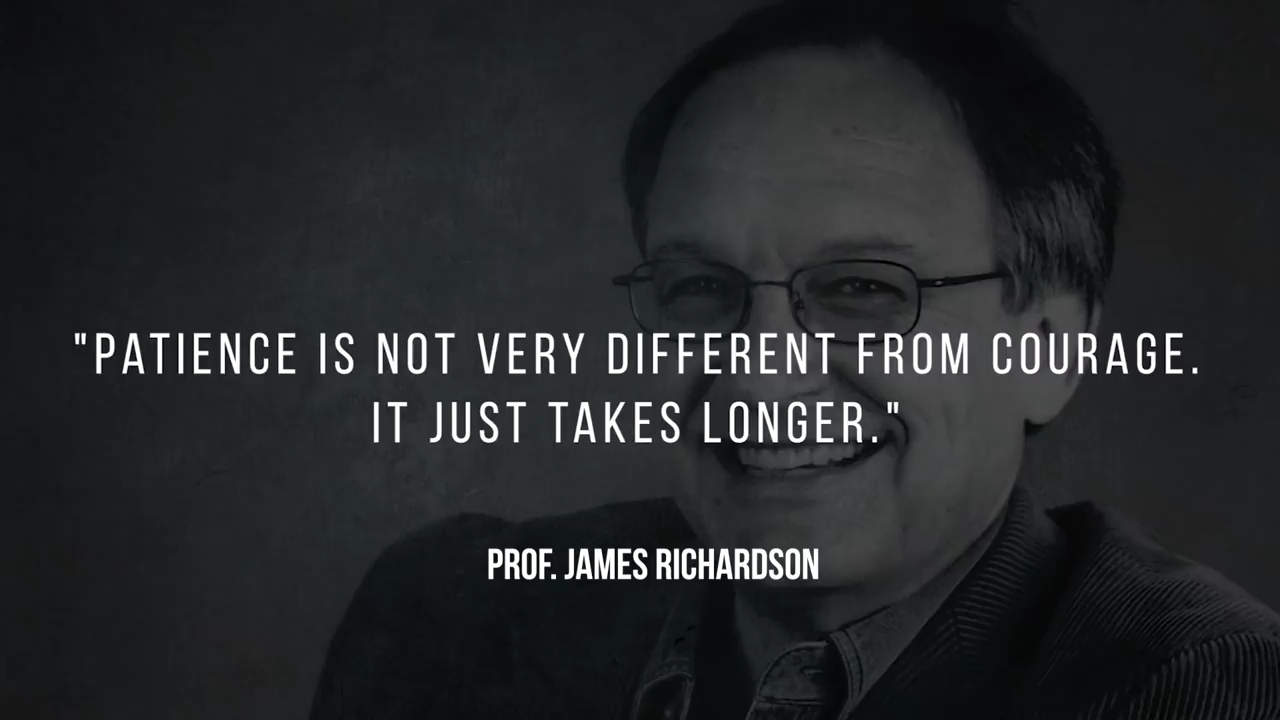 "PATIENCE IS NOT VERY DIFFERENT FROM COURAGE.
IT JUST TAKES LONGER."
PROF. JAMES RICHARDSON